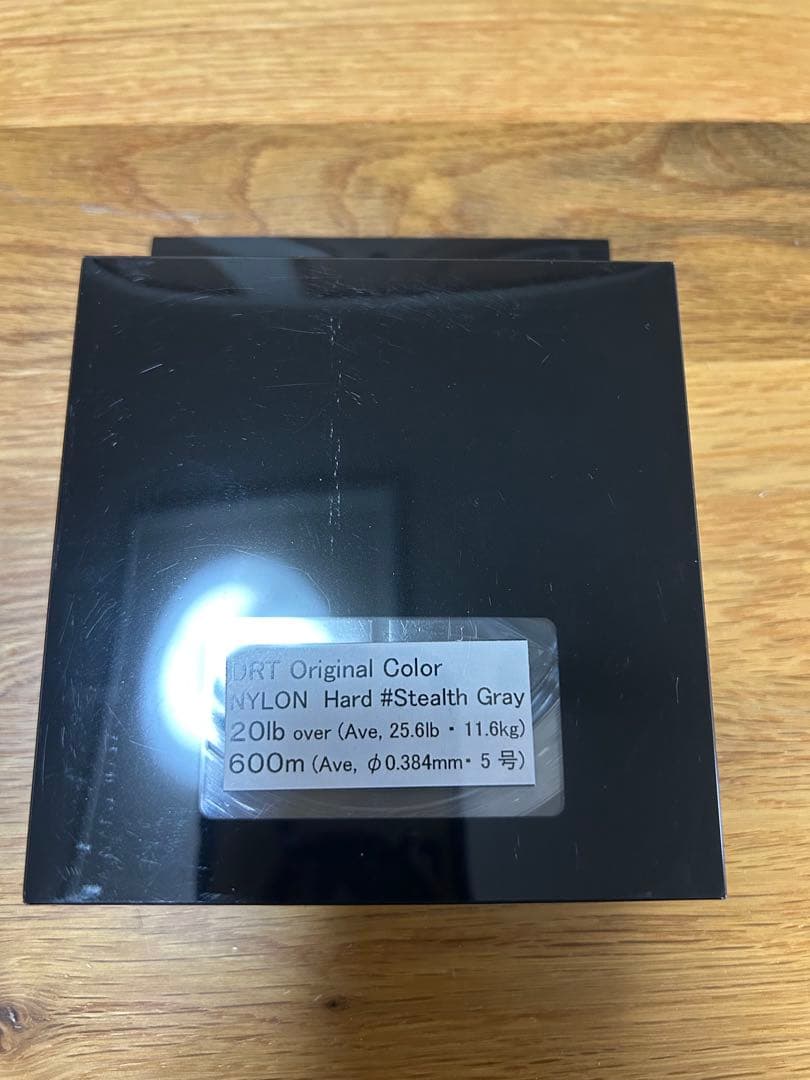 DRT Original Color
NYLON Hard #Stealth Gray
20lb over (Ave, 25.6lb・11.6kg)
600m (Ave, φ0.384mm・5号)